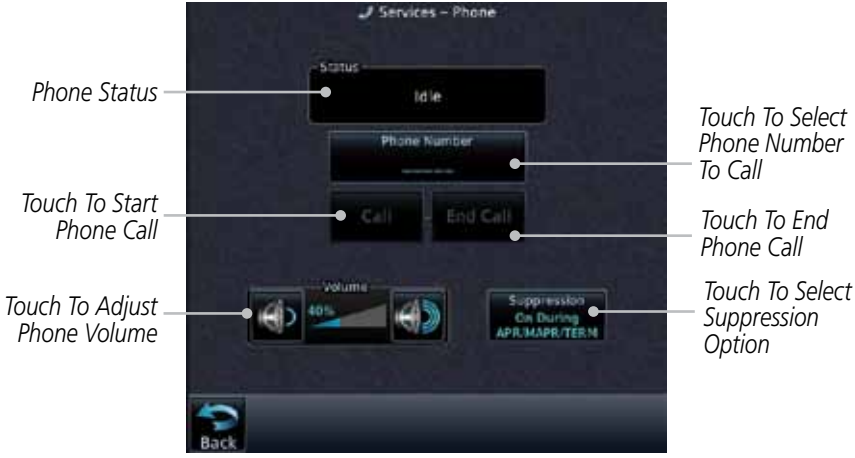 Services – Phone
Status
Idle
Phone Status
Phone Number
_____
Touch To Select
Phone Number
To Call
Touch To Start
Phone Call
Call
End Call
Touch To End
Phone Call
Touch To Adjust
Phone Volume
Volume
40%
Suppression
On During
APR/MAPR/TERM
Touch To Select
Suppression
Option
Back